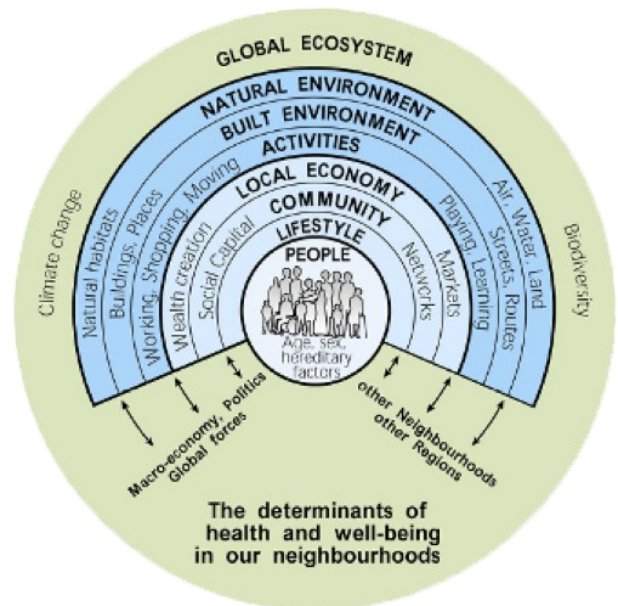 GLOBAL ECOSYSTEM
NATURAL ENVIRONMENT
BUILT ENVIRONMENT
ACTIVITIES
LOCAL ECONOMY
COMMUNITY
LIFESTYLE
PEOPLE
Age, sex,
hereditary
factors
Climate change
Natural habitats
Buildings, Places
Working, Shopping, Moving
Wealth creation
Social Capital
Networks
Markets
Playing, Learning
Streets, Routes
Air, Water Land
Biodiversity
Macro-economy, Politics
Global forces
other Neighbourhoods
other Regions
The determinants of
health and well-being
in our neighbourhoods